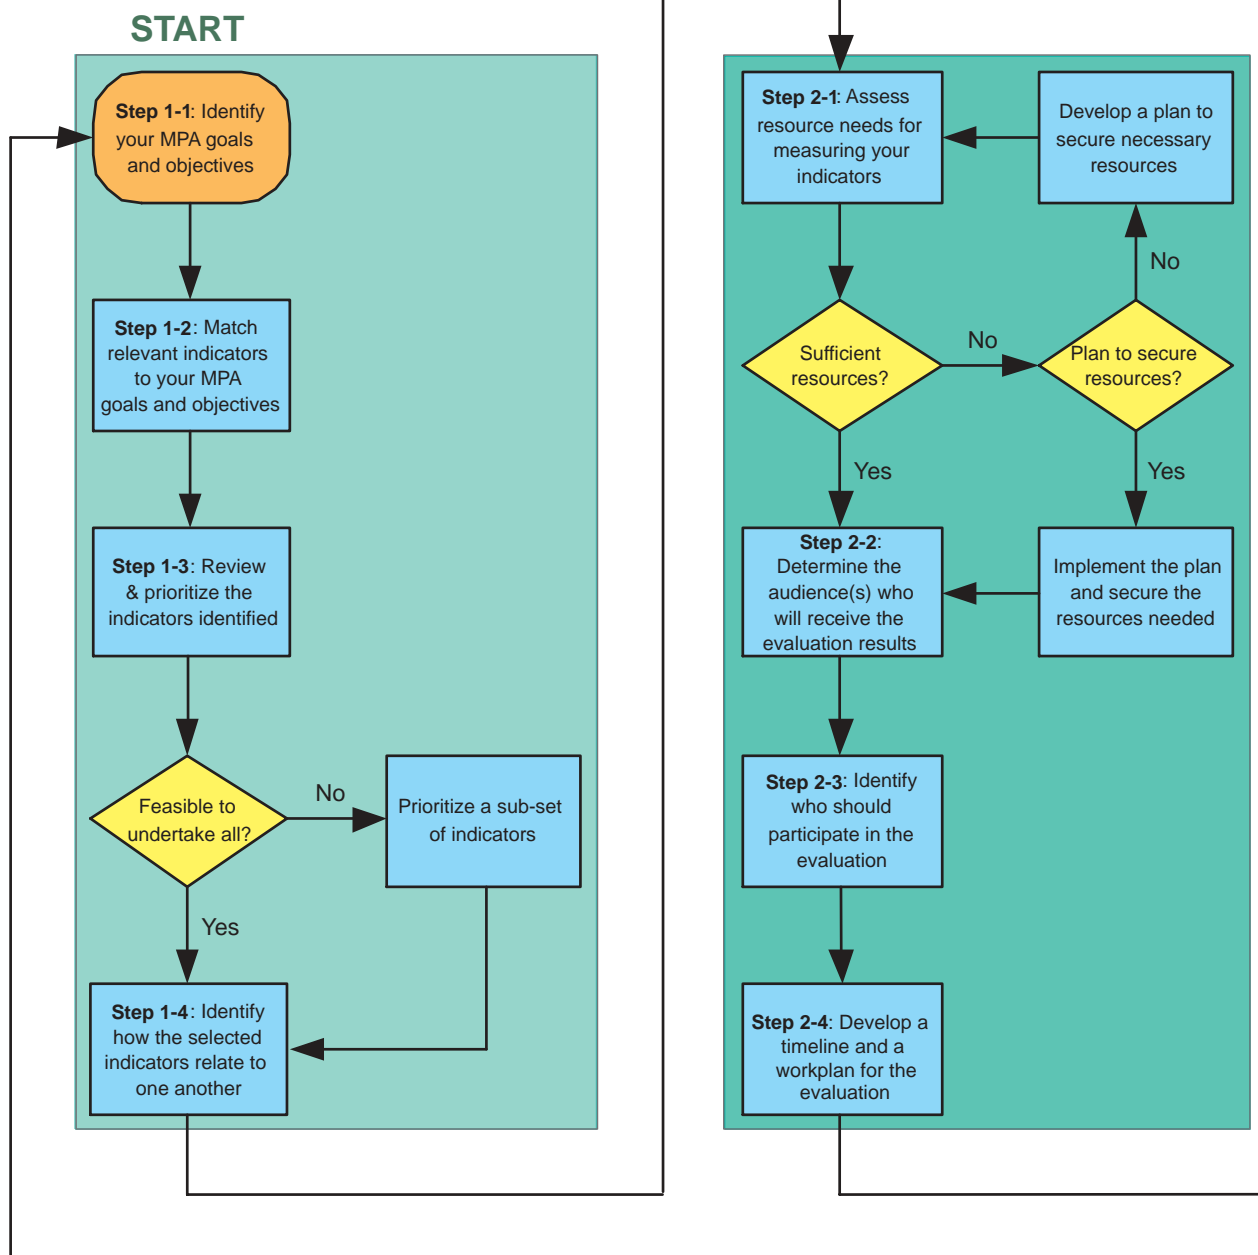 START
Step 1-1: Identify
your MPA goals
and objectives
Step 1-2: Match
relevant indicators
to your MPA
goals and objectives
Step 1-3: Review
& prioritize the
indicators identified
Feasible to
undertake all?
No
Prioritize a sub-set
of indicators
Yes
Step 1-4: Identify
how the selected
indicators relate to
one another
Step 2-1: Assess
resource needs for
measuring your
indicators
Develop a plan to
secure necessary
resources
No
Sufficient
resources?
No
Plan to secure
resources?
Yes
Yes
Step 2-2:
Determine the
audience(s) who
will receive the
evaluation results
Implement the plan
and secure the
resources needed
Step 2-3: Identify
who should
participate in the
evaluation
Step 2-4: Develop a
timeline and a
workplan for the
evaluation